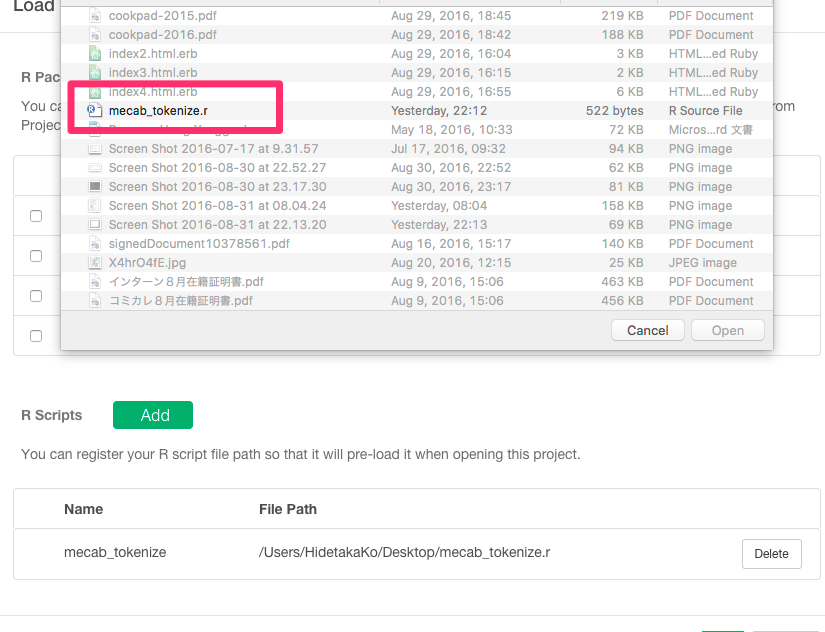 Load
cookpad-2015.pdf Aug 29, 2016, 18:45 219 KB PDF Document
cookpad-2016.pdf Aug 29, 2016, 18:42 188 KB PDF Document
index2.html.erb Aug 29, 2016, 16:04 3 KB HTML...ed Ruby
index3.html.erb Aug 29, 2016, 16:15 2 KB HTML...ed Ruby
R Pac
index4.html.erb Aug 29, 2016, 16:55 6 KB HTML...ed Ruby
You ca
om
mecab_tokenize.r Yesterday, 22:12 522 bytes R Source File
Projec
May 18, 2016, 10:33 72 KB Micros...rd 文書
Screen Shot 2016-07-17 at 9.31.57 Jul 17, 2016, 09:32 94 KB PNG image
Screen Shot 2016-08-30 at 22.52.27 Aug 30, 2016, 22:52 62 KB PNG image
Screen Shot 2016-08-30 at 23.17.30 Aug 30, 2016, 23:17 81 KB PNG image
Screen Shot 2016-08-31 at 08.04.24 Yesterday, 08:04 158 KB PNG image
Screen Shot 2016-08-31 at 22.13.20 Yesterday, 22:13 69 KB PNG image
signedDocument10378561.pdf Aug 16, 2016, 15:17 140 KB PDF Document
X4hrO4fE.jpg Aug 20, 2016, 12:15 25 KB JPEG image
インターン８月在籍証明書.pdf Aug 9, 2016, 15:06 463 KB PDF Document
コミカレ８月在籍証明書.pdf Aug 9, 2016, 15:06 456 KB PDF Document
Cancel Open
R Scripts Add
You can register your R script file path so that it will pre-load it when opening this project.
Name File Path
mecab_tokenize /Users/HidetakaKo/Desktop/mecab_tokenize.r Delete